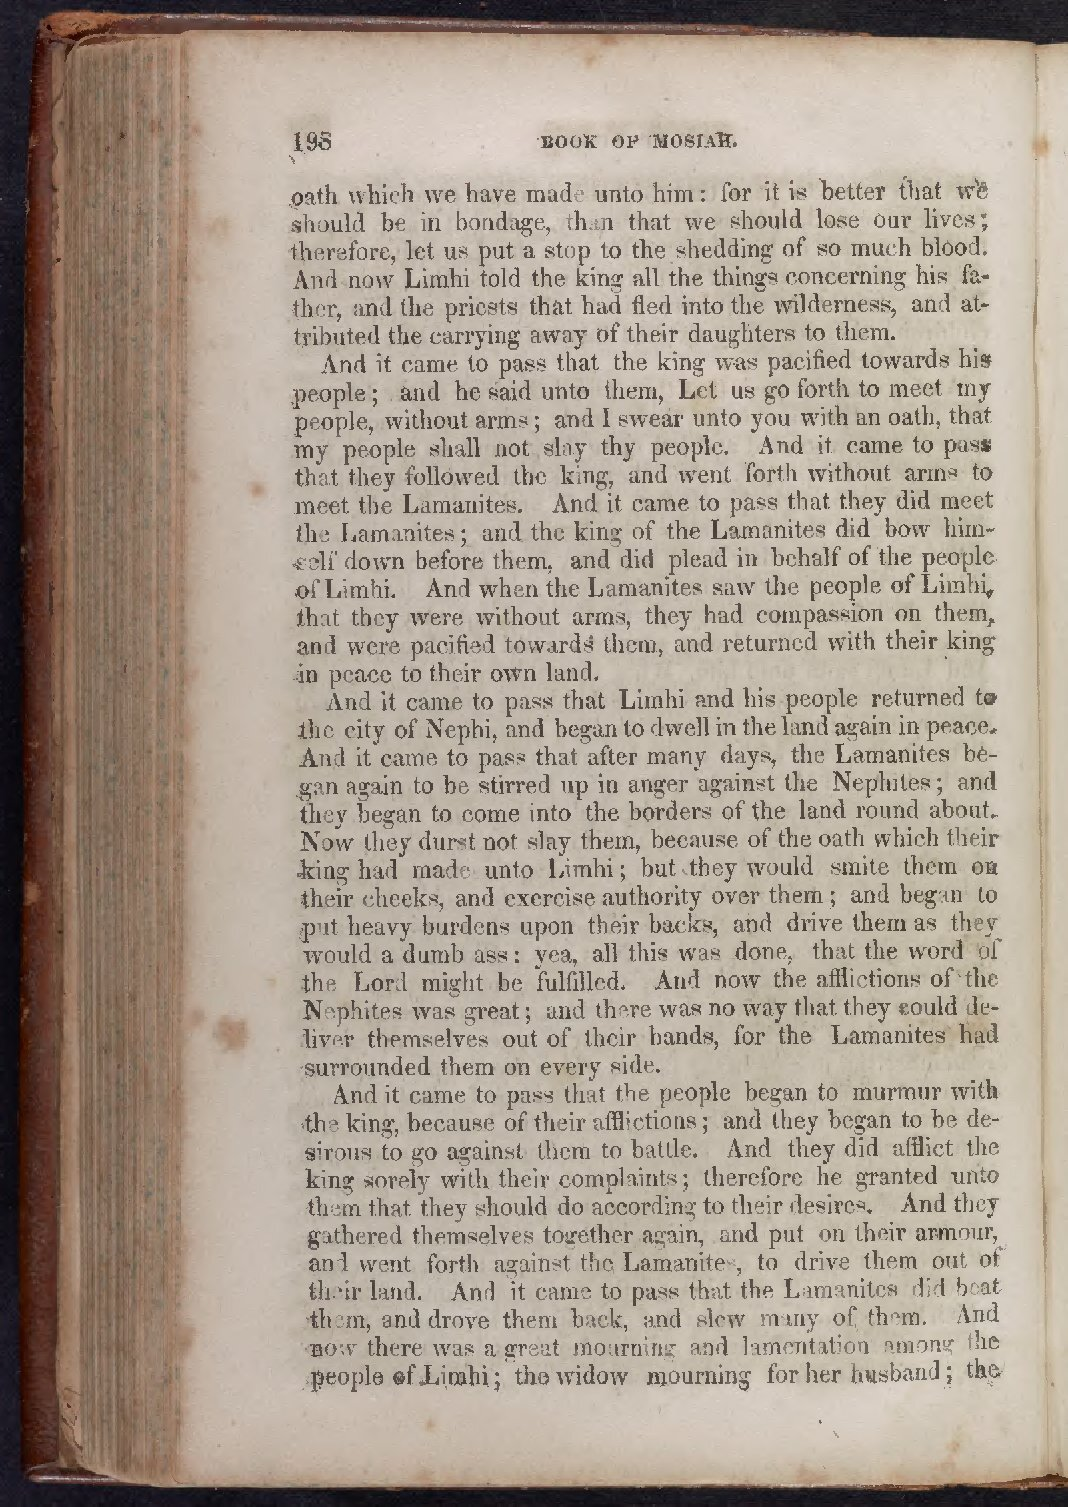 198 BOOK OF MOSIAH.
oath which we have made unto him: for it is better that we
should be in bondage, than that we should lose our lives;
therefore, let us put a stop to the shedding of so much blood.
And now Limhi told the king all the things concerning his fa-
ther, and the priests that had fled into the wilderness, and at-
tributed the carrying away of their daughters to them.
And it came to pass that the king was pacified towards his
people; and he said unto them, Let us go forth to meet my
people, without arms; and I swear unto you with an oath, that
my people shall not slay thy people. And it came to pass
that they followed the king, and went forth without arms to
meet the Lamanites. And it came to pass that they did meet
the Lamanites; and the king of the Lamanites did bow him-
self down before them, and did plead in behalf of the people
of Limhi. And when the Lamanites saw the people of Limhi,
that they were without arms, they had compassion on them,
and were pacified towards them, and returned with their king
in peace to their own land.
And it came to pass that Limhi and his people returned to
the city of Nephi, and began to dwell in the land again in peace.
And it came to pass that after many days, the Lamanites be-
gan again to be stirred up in anger against the Nephites; and
they began to come into the borders of the land round about.
Now they durst not slay them, because of the oath which their
king had made unto Limhi; but they would smite them on
their cheeks, and exercise authority over them; and began to
put heavy burdens upon their backs, and drive them as they
would a dumb ass: yea, all this was done, that the word of
the Lord might be fulfilled. And now the afflictions of the
Nephites was great; and there was no way that they could de-
liver themselves out of their hands, for the Lamanites had
surrounded them on every side.
And it came to pass that the people began to murmur with
the king, because of their afflictions; and they began to be de-
sirous to go against them to battle. And they did afflict the
king sorely with their complaints; therefore he granted unto
them that they should do according to their desires. And they
gathered themselves together again, and put on their armour,
and went forth against the Lamanites, to drive them out of
their land. And it came to pass that the Lamanites did beat
them, and drove them back, and slew many of them. And
now there was a great mourning and lamentation among the
people of Limhi; the widow mourning for her husband; the